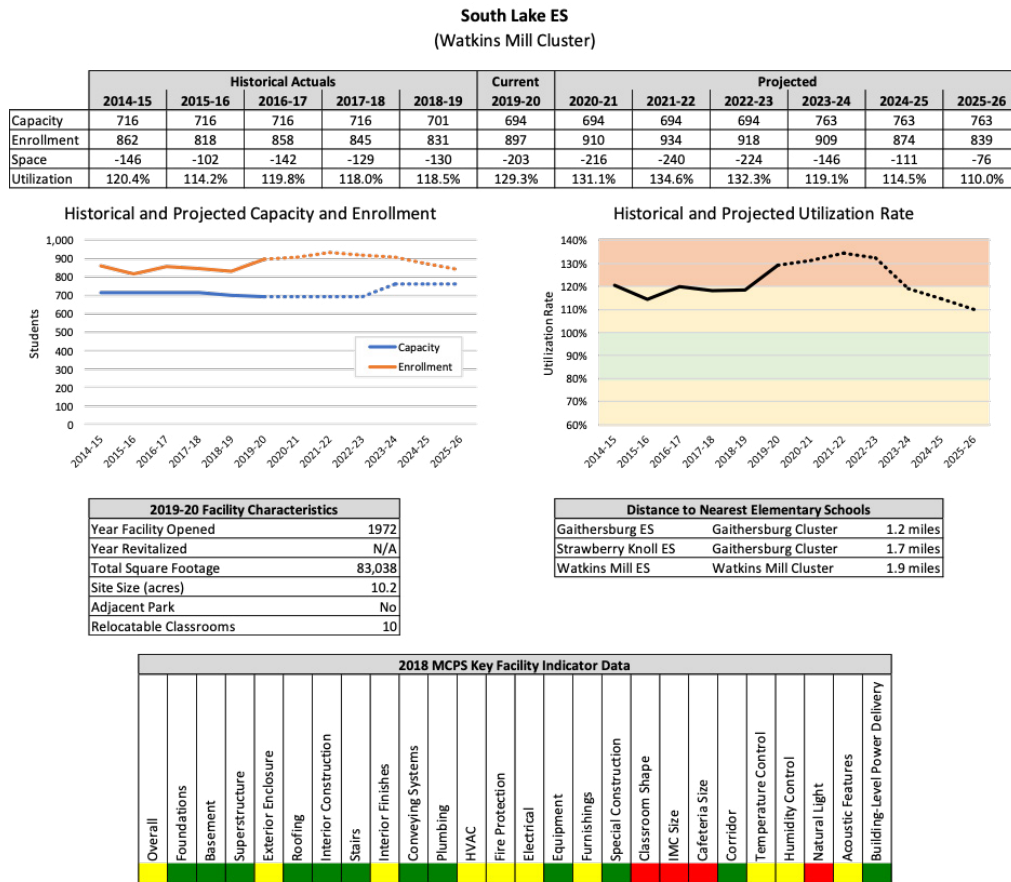 South Lake ES
(Watkins Mill Cluster)
Historical Actuals Current Projected
2014-15 2015-16 2016-17 2017-18 2018-19 2019-20 2020-21 2021-22 2022-23 2023-24 2024-25 2025-26
Capacity 716 716 716 716 701 694 694 694 694 763 763 763
Enrollment 862 818 858 845 831 897 910 934 918 909 874 839
Space -146 -102 -142 -129 -130 -203 -216 -240 -224 -146 -111 -76
Utilization 120.4% 114.2% 119.8% 118.0% 118.5% 129.3% 131.1% 134.6% 132.3% 119.1% 114.5% 110.0%
Historical and Projected Capacity and Enrollment
Students
1,000
900
800
700
600
500
400
300
200
100
0
Capacity
Enrollment
2014-15 2015-16 2016-17 2017-18 2018-19 2019-20 2020-21 2021-22 2022-23 2023-24 2024-25 2025-26
Historical and Projected Utilization Rate
Utilization Rate
140%
130%
120%
110%
100%
90%
80%
70%
60%
2014-15 2015-16 2016-17 2017-18 2018-19 2019-20 2020-21 2021-22 2022-23 2023-24 2024-25 2025-26
2019-20 Facility Characteristics
Year Facility Opened 1972
Year Revitalized N/A
Total Square Footage 83,038
Site Size (acres) 10.2
Adjacent Park No
Relocatable Classrooms 10
Distance to Nearest Elementary Schools
Gaithersburg ES Gaithersburg Cluster 1.2 miles
Strawberry Knoll ES Gaithersburg Cluster 1.7 miles
Watkins Mill ES Watkins Mill Cluster 1.9 miles
2018 MCPS Key Facility Indicator Data
Overall
Foundations
Basement
Superstructure
Exterior Enclosure
Roofing
Interior Construction
Stairs
Interior Finishes
Conveying Systems
Plumbing
HVAC
Fire Protection
Electrical
Equipment
Furnishings
Special Construction
Classroom Shape
IMC Size
Cafeteria Size
Corridor
Temperature Control
Humidity Control
Natural Light
Acoustic Features
Building-Level Power Delivery